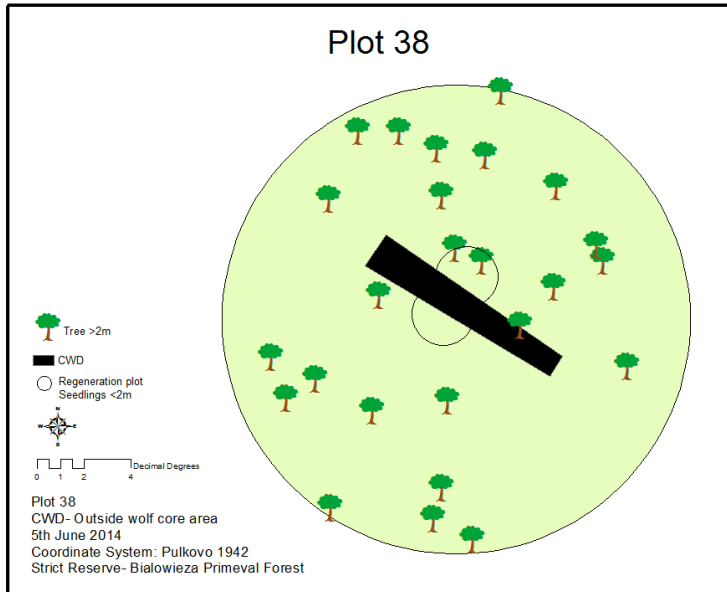 Plot 38
Tree >2m
CWD
Regeneration plot
Seedlings <2m
N
W E
S
Decimal Degrees
0 1 2 4
Plot 38
CWD- Outside wolf core area
5th June 2014
Coordinate System: Pulkovo 1942
Strict Reserve- Bialowieza Primeval Forest